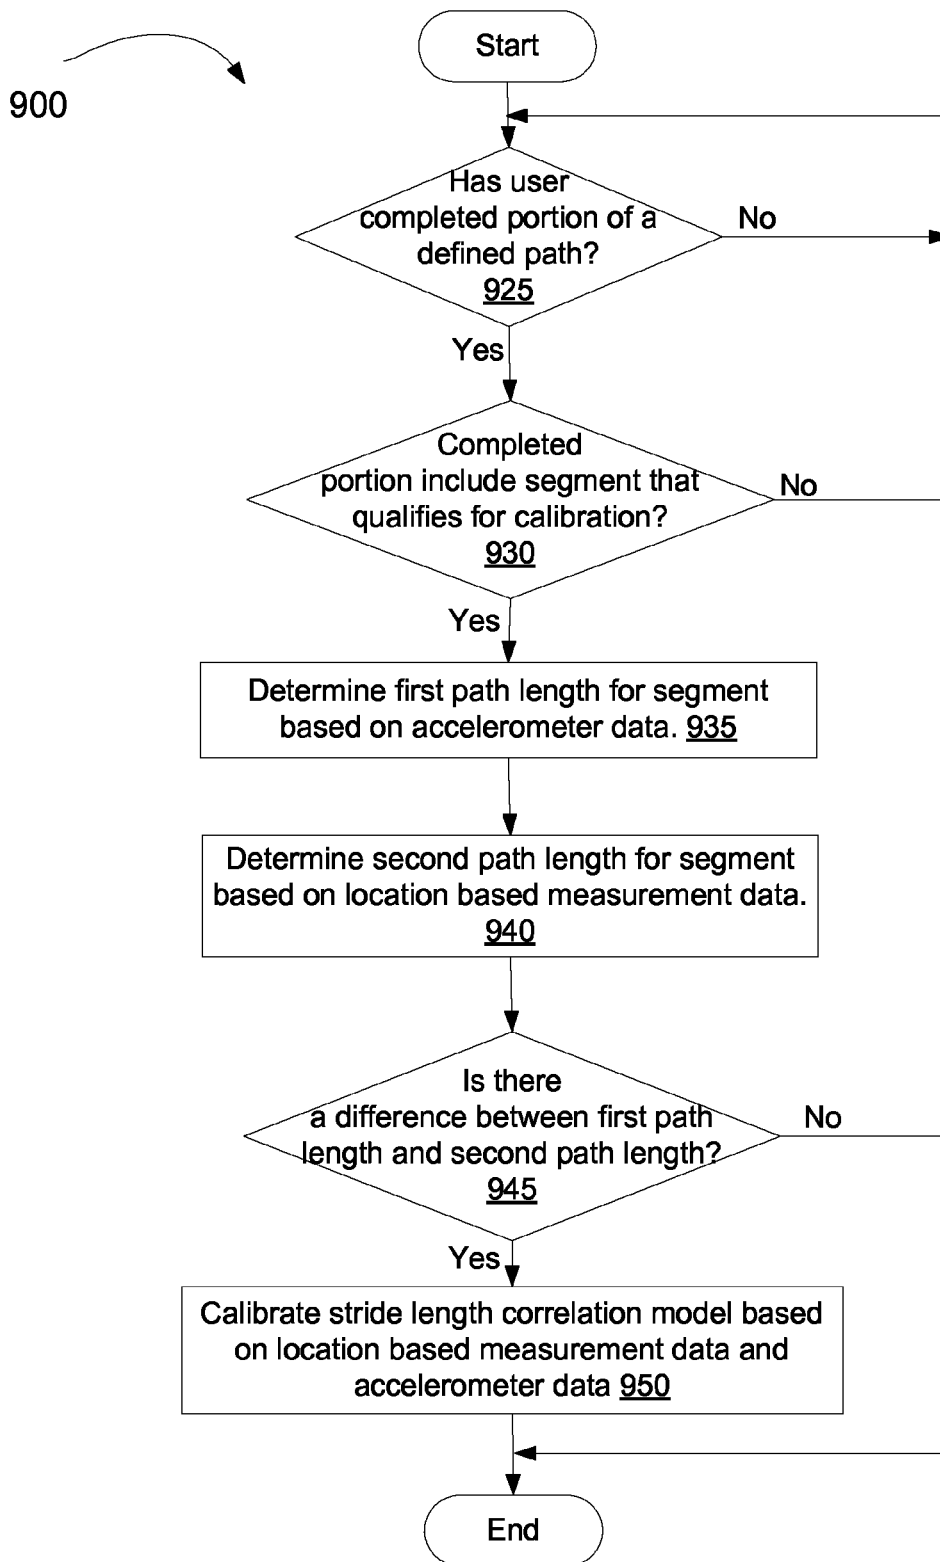 Start
900
Has user
completed portion of a
defined path?
925
No
Yes
Completed
portion include segment that
qualifies for calibration?
930
No
Yes
Determine first path length for segment
based on accelerometer data. 935
Determine second path length for segment
based on location based measurement data.
940
Is there
a difference between first path
length and second path length?
945
No
Yes
Calibrate stride length correlation model based
on location based measurement data and
accelerometer data 950
End